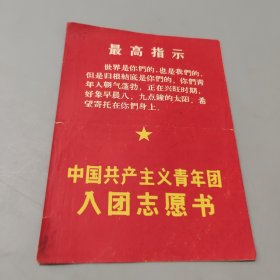 最高指示
世界是你們的，也是我們的，
但是归根結底是你們的。你們青
年人朝气蓬勃，正在兴旺时期，
好象早晨八、九点鐘的太阳。希
望寄托在你們身上。
中国共产主义青年团
入团志愿书